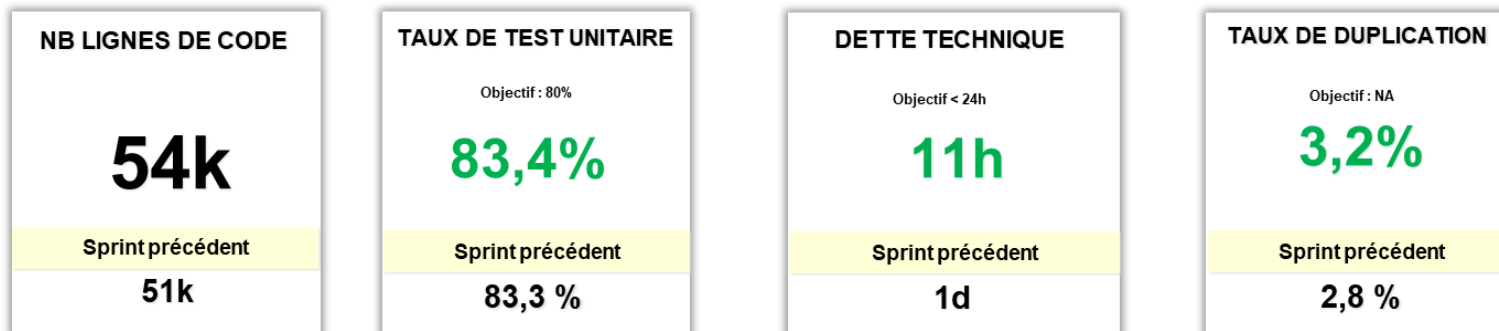 NB LIGNES DE CODE
54k
Sprint précédent
51k
TAUX DE TEST UNITAIRE
Objectif : 80%
83,4%
Sprint précédent
83,3 %
DETTE TECHNIQUE
Objectif < 24h
11h
Sprint précédent
1d
TAUX DE DUPLICATION
Objectif : NA
3,2%
Sprint précédent
2,8 %